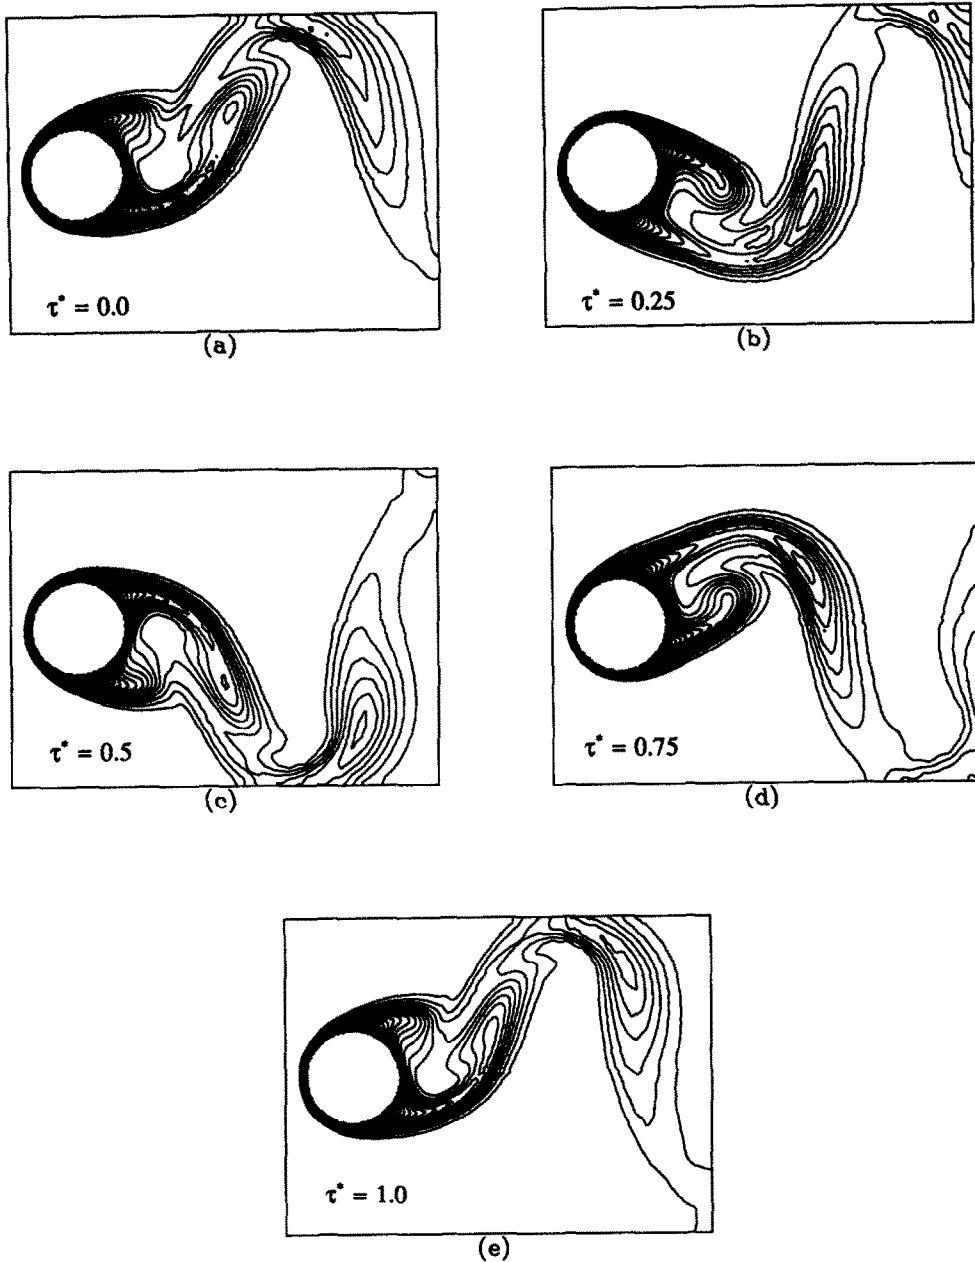 τ* = 0.0
(a)
τ* = 0.25
(b)
τ* = 0.5
(c)
τ* = 0.75
(d)
τ* = 1.0
(e)